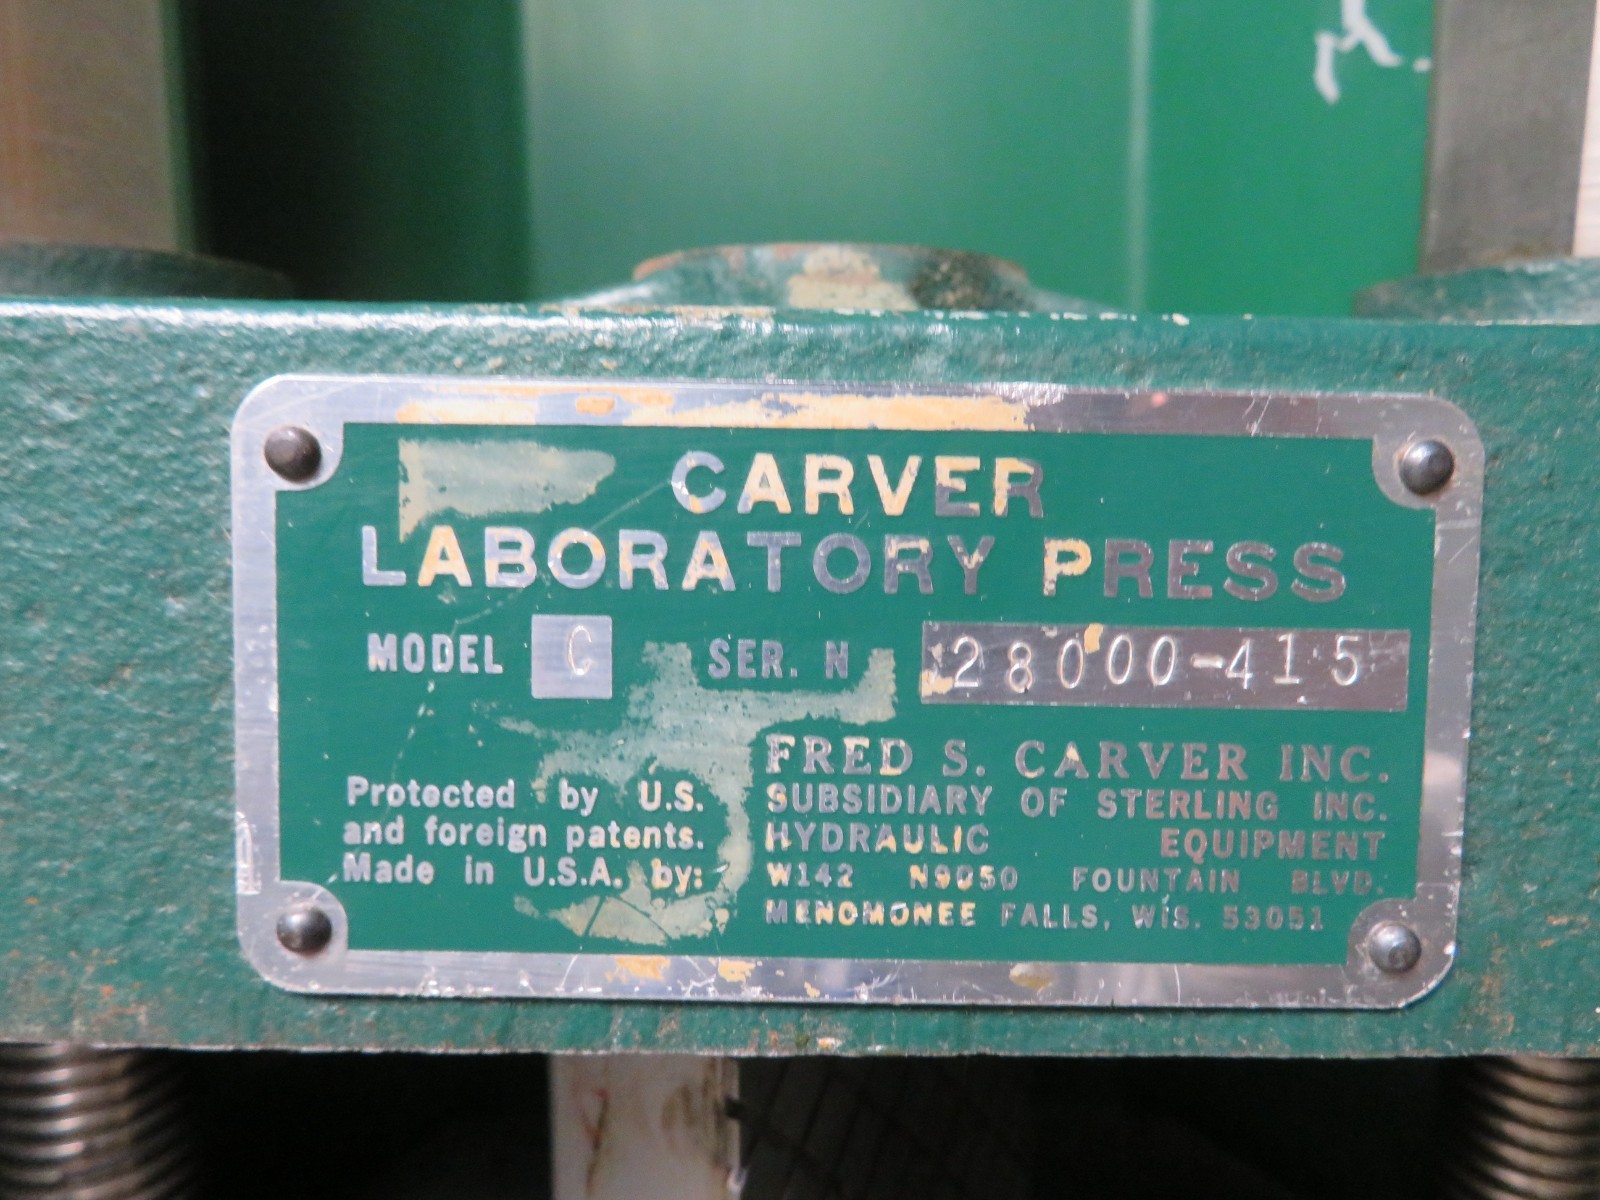 CARVER
LABORATORY PRESS
MODEL C SER. N 28000-415
Protected by U.S.
and foreign patents.
Made in U.S.A. by:
FRED S. CARVER INC.
SUBSIDIARY OF STERLING INC.
HYDRAULIC EQUIPMENT
W142 N9050 FOUNTAIN BLVD.
MENOMONEE FALLS, WIS. 53051